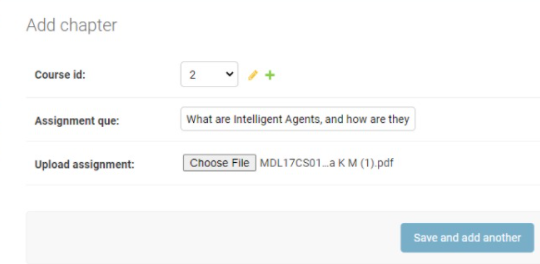 Add chapter
Course id: 2
Assignment que: What are Intelligent Agents, and how are they
Upload assignment: Choose File MDL17CS01...a K M (1).pdf
Save and add another